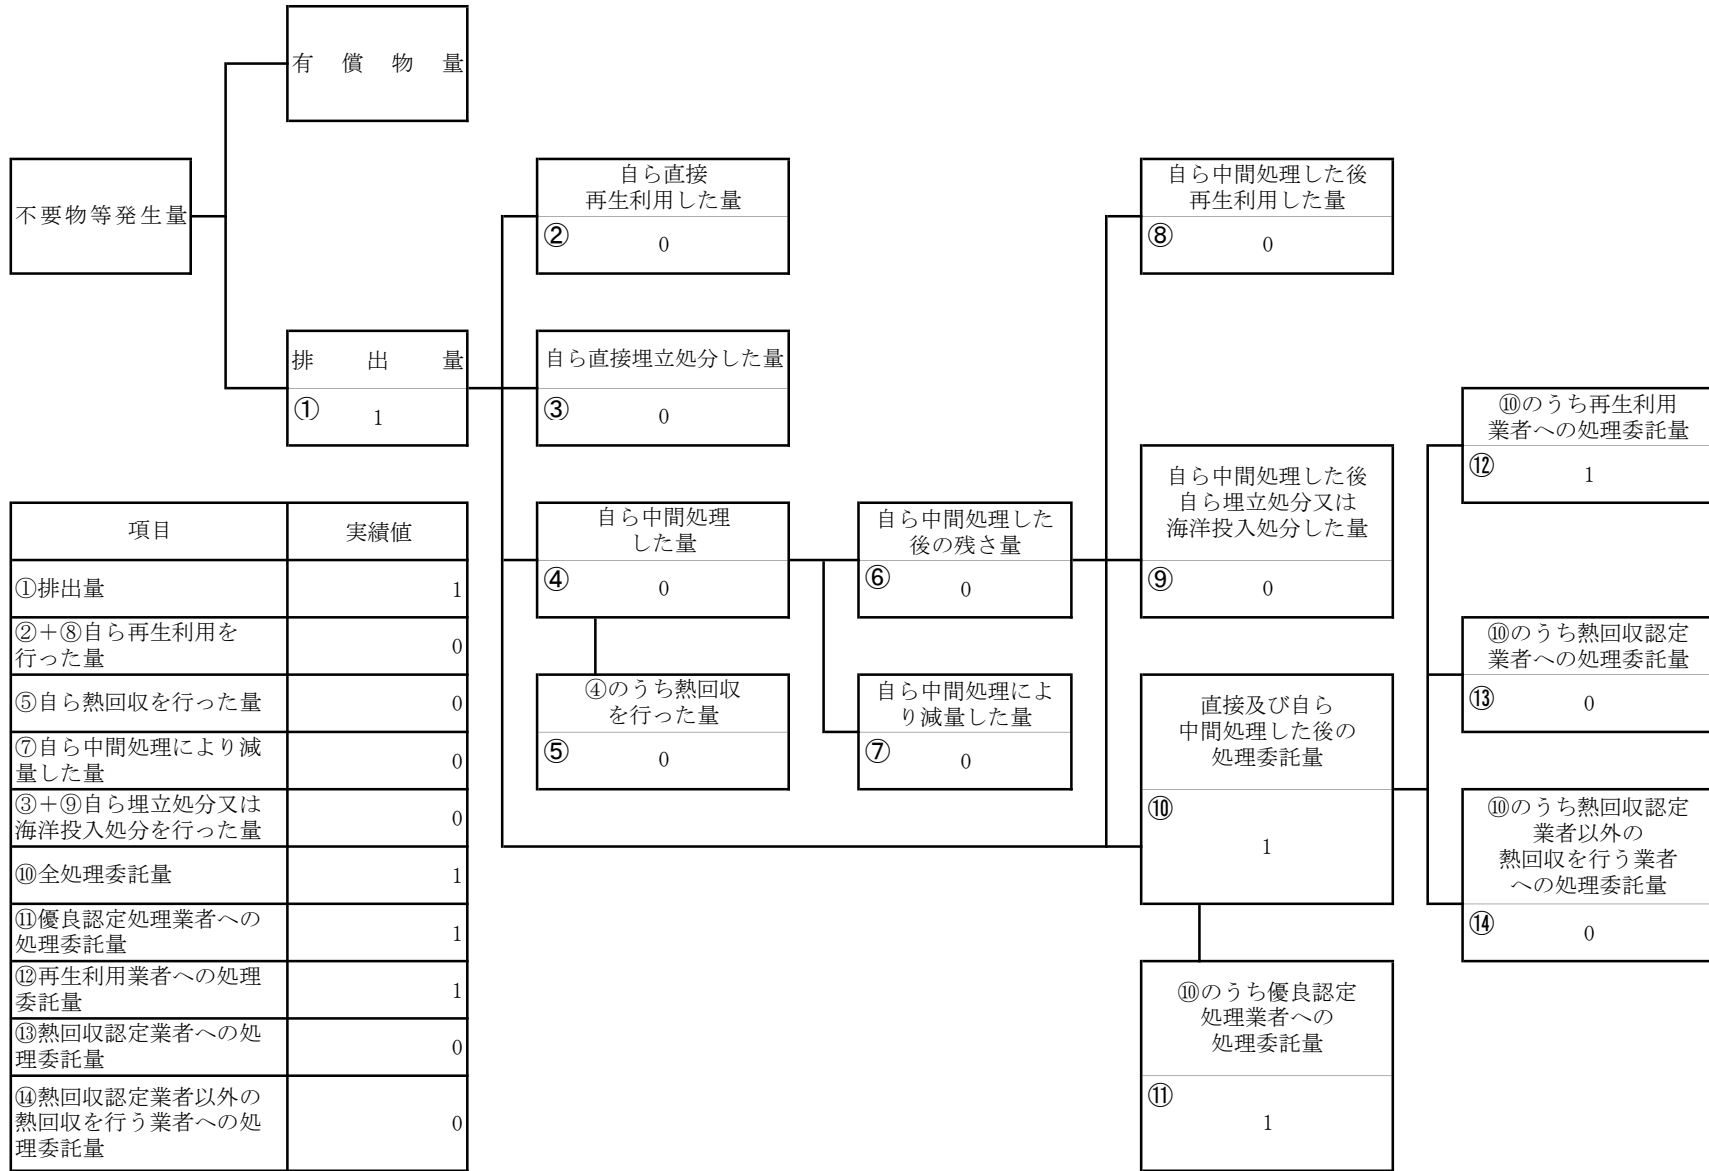 有償物量
不要物等発生量
排出量
① 1
自ら直接
再生利用した量
② 0
自ら直接埋立処分した量
③ 0
自ら中間処理
した量
④ 0
④のうち熱回収
を行った量
⑤ 0
自ら中間処理した
後の残さ量
⑥ 0
自ら中間処理によ
り減量した量
⑦ 0
自ら中間処理した後
再生利用した量
⑧ 0
自ら中間処理した後
自ら埋立処分又は
海洋投入処分した量
⑨ 0
直接及び自ら
中間処理した後の
処理委託量
⑩
1
⑩のうち優良認定
処理業者への
処理委託量
⑪
1
⑩のうち再生利用
業者への処理委託量
⑫ 1
⑩のうち熱回収認定
業者への処理委託量
⑬ 0
⑩のうち熱回収認定
業者以外の
熱回収を行う業者
への処理委託量
⑭ 0
項目 実績値
①排出量 1
②＋⑧自ら再生利用を
行った量 0
⑤自ら熱回収を行った量 0
⑦自ら中間処理により減
量した量 0
③＋⑨自ら埋立処分又は
海洋投入処分を行った量 0
⑩全処理委託量 1
⑪優良認定処理業者への
処理委託量 1
⑫再生利用業者への処理
委託量 1
⑬熱回収認定業者への処
理委託量 0
⑭熱回収認定業者以外の
熱回収を行う業者への処
理委託量 0